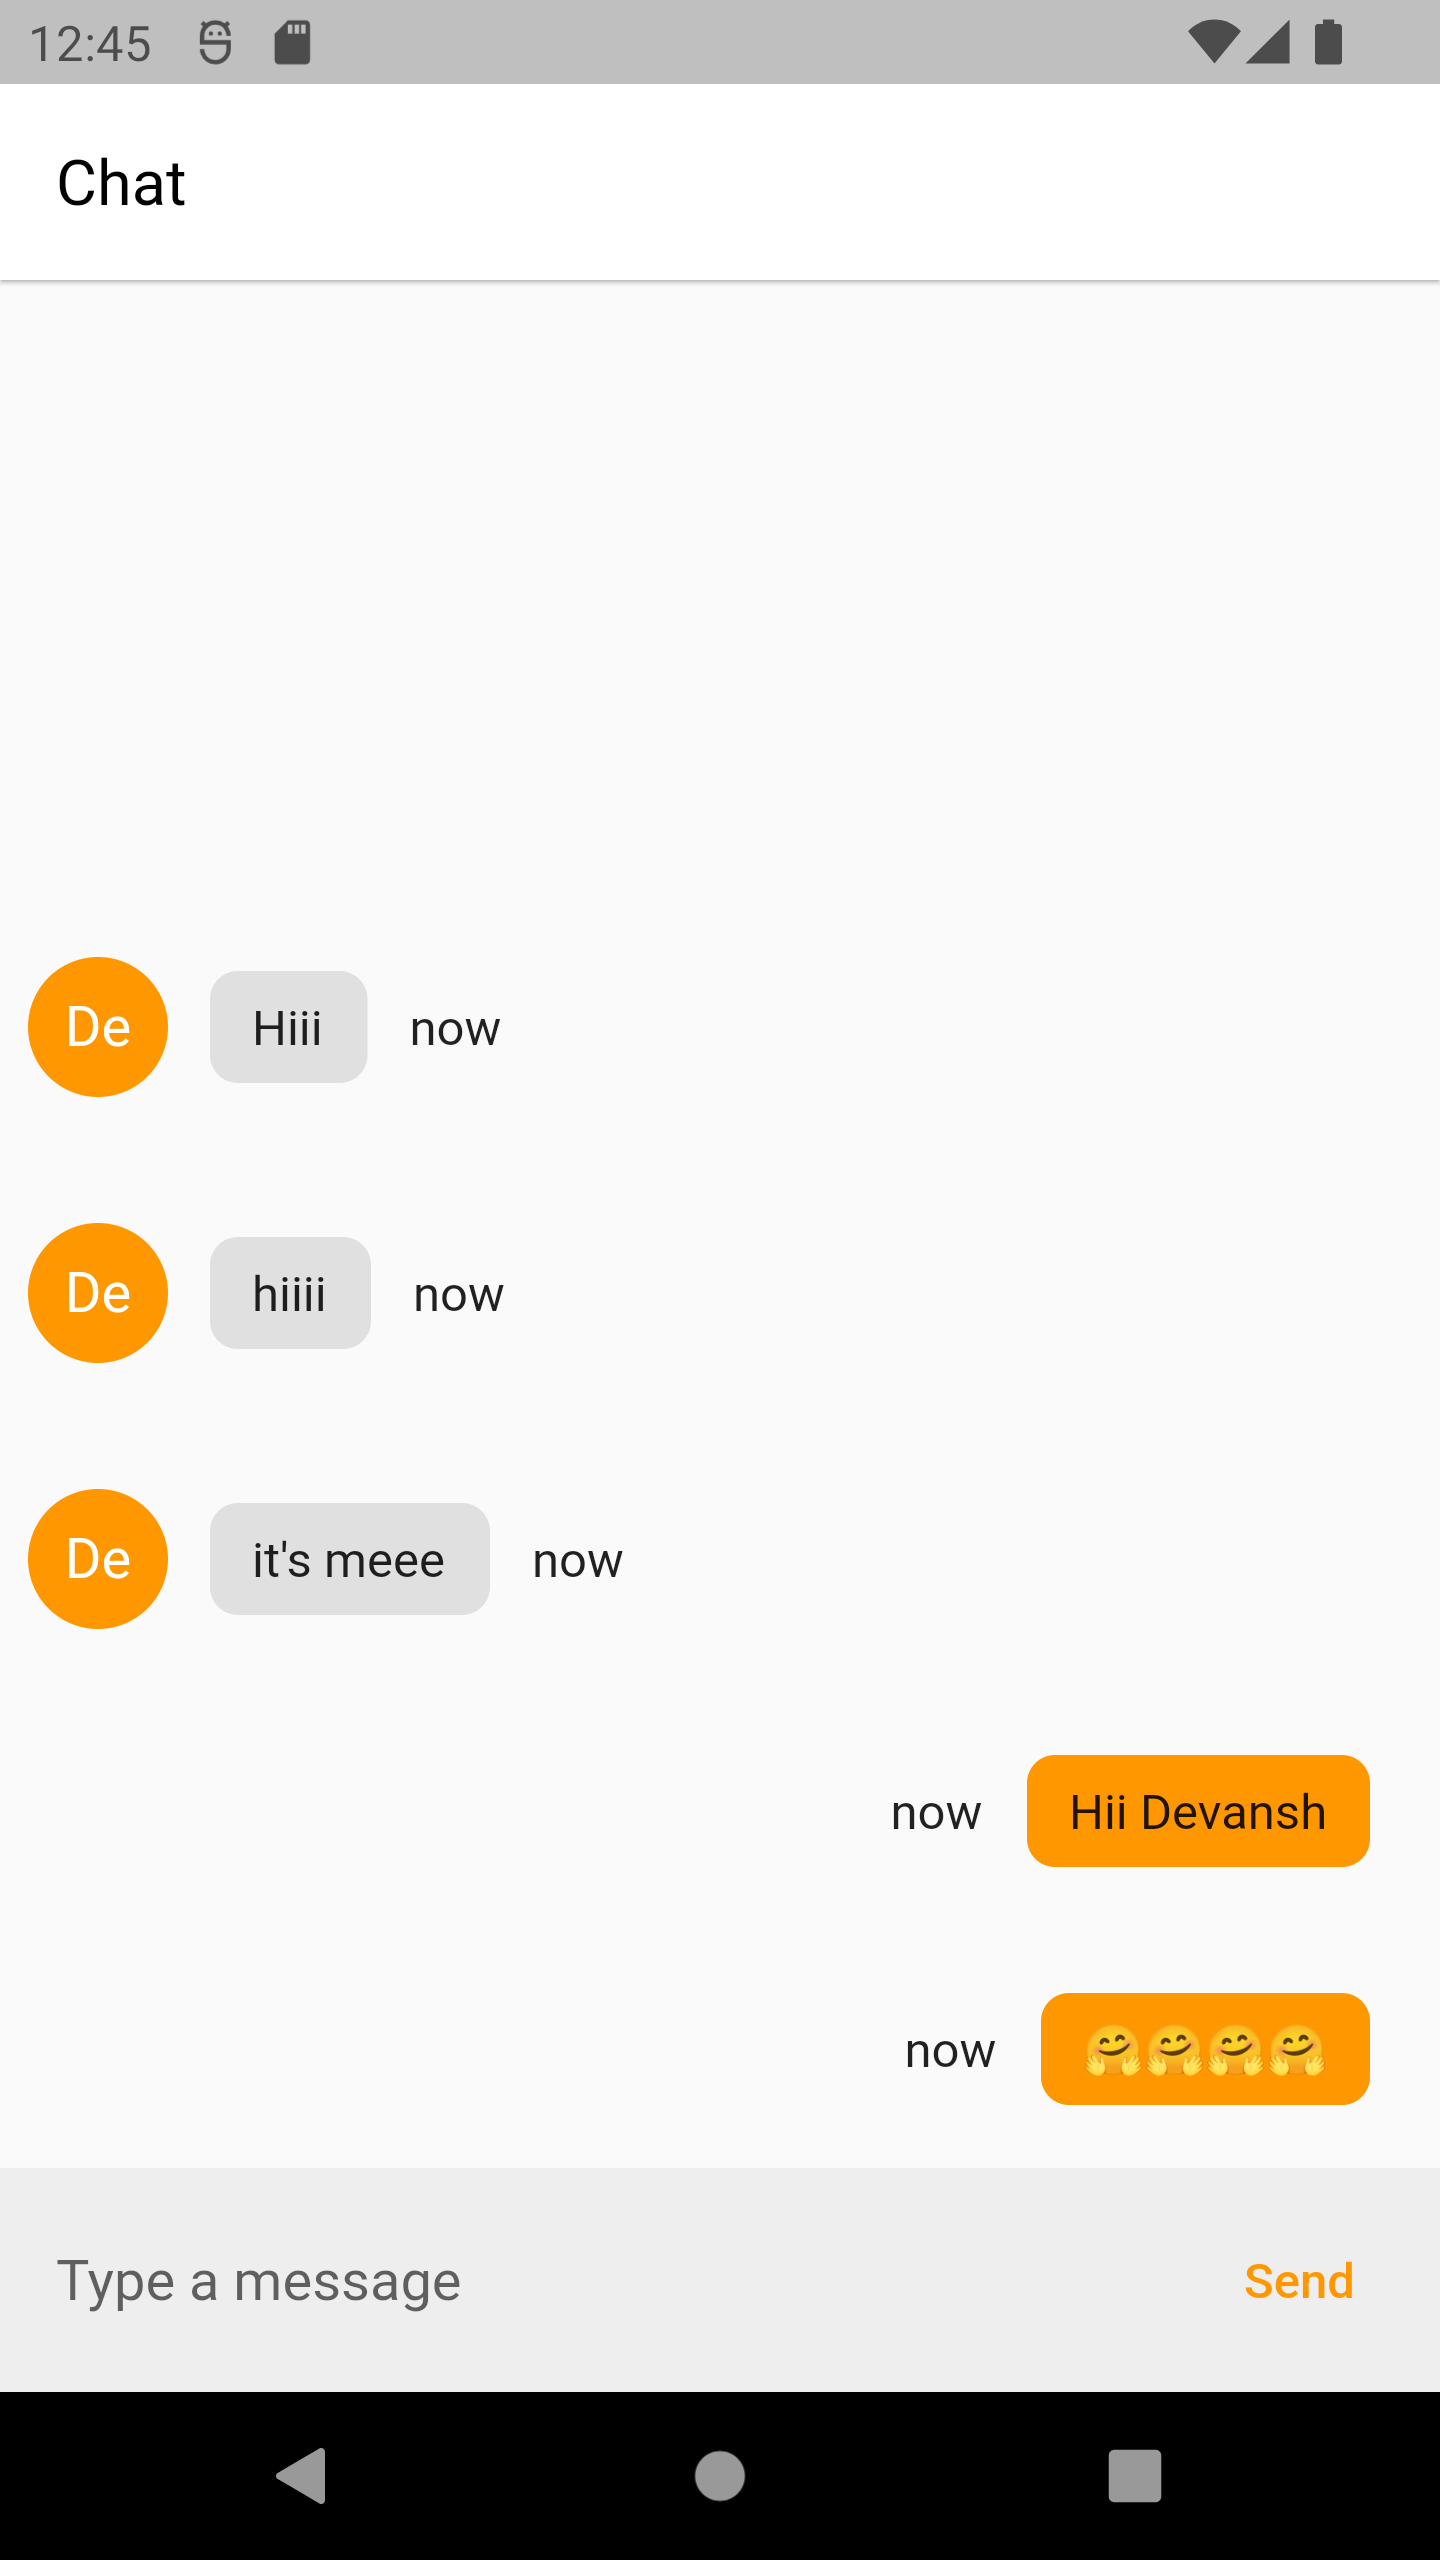 12:45
Chat
De Hiii now
De hiiii now
De it's meee now
now Hii Devansh
now 🤗🤗🤗🤗
Type a message Send